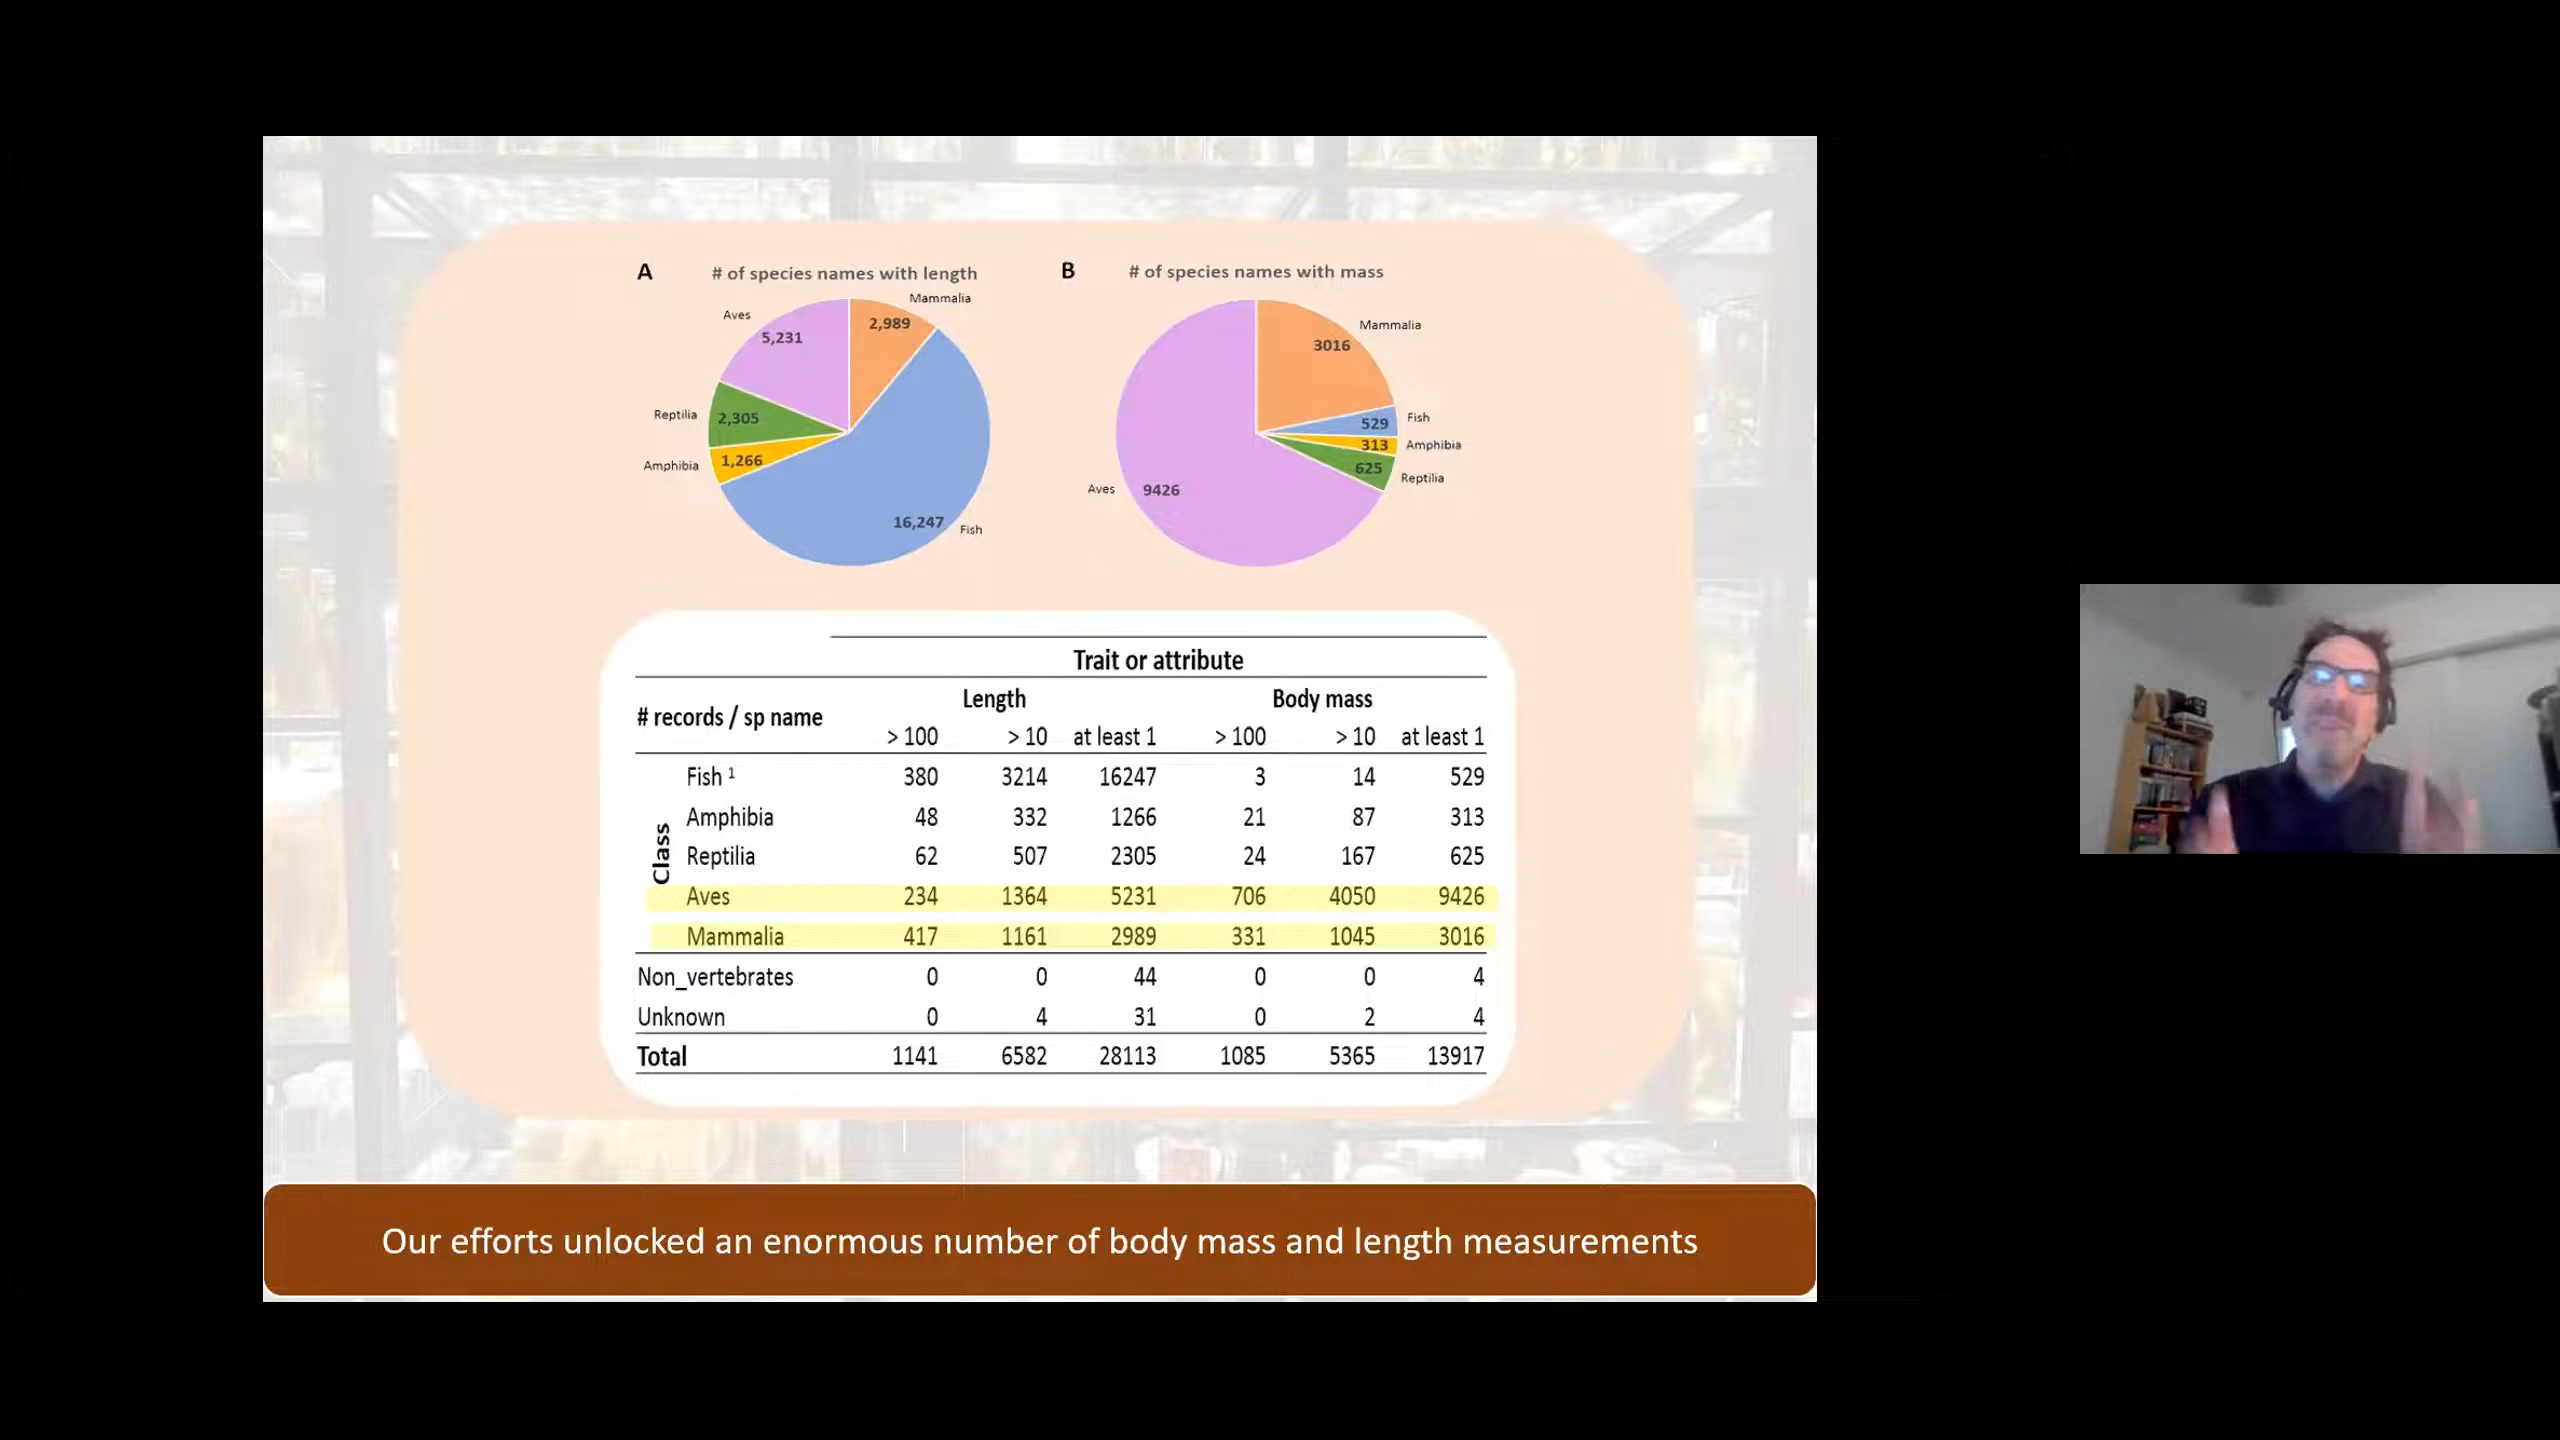 A # of species names with length
Mammalia
2,989
Aves
5,231
Reptilia
2,305
Amphibia
1,266
16,247
Fish
B # of species names with mass
Mammalia
3016
529 Fish
313 Amphibia
625
Reptilia
Aves 9426
Trait or attribute
Length Body mass
# records / sp name
> 100 > 10 at least 1 > 100 > 10 at least 1
Class
Fish 1 380 3214 16247 3 14 529
Amphibia 48 332 1266 21 87 313
Reptilia 62 507 2305 24 167 625
Aves 234 1364 5231 706 4050 9426
Mammalia 417 1161 2989 331 1045 3016
Non_vertebrates 0 0 44 0 0 4
Unknown 0 4 31 0 2 4
Total 1141 6582 28113 1085 5365 13917
Our efforts unlocked an enormous number of body mass and length measurements